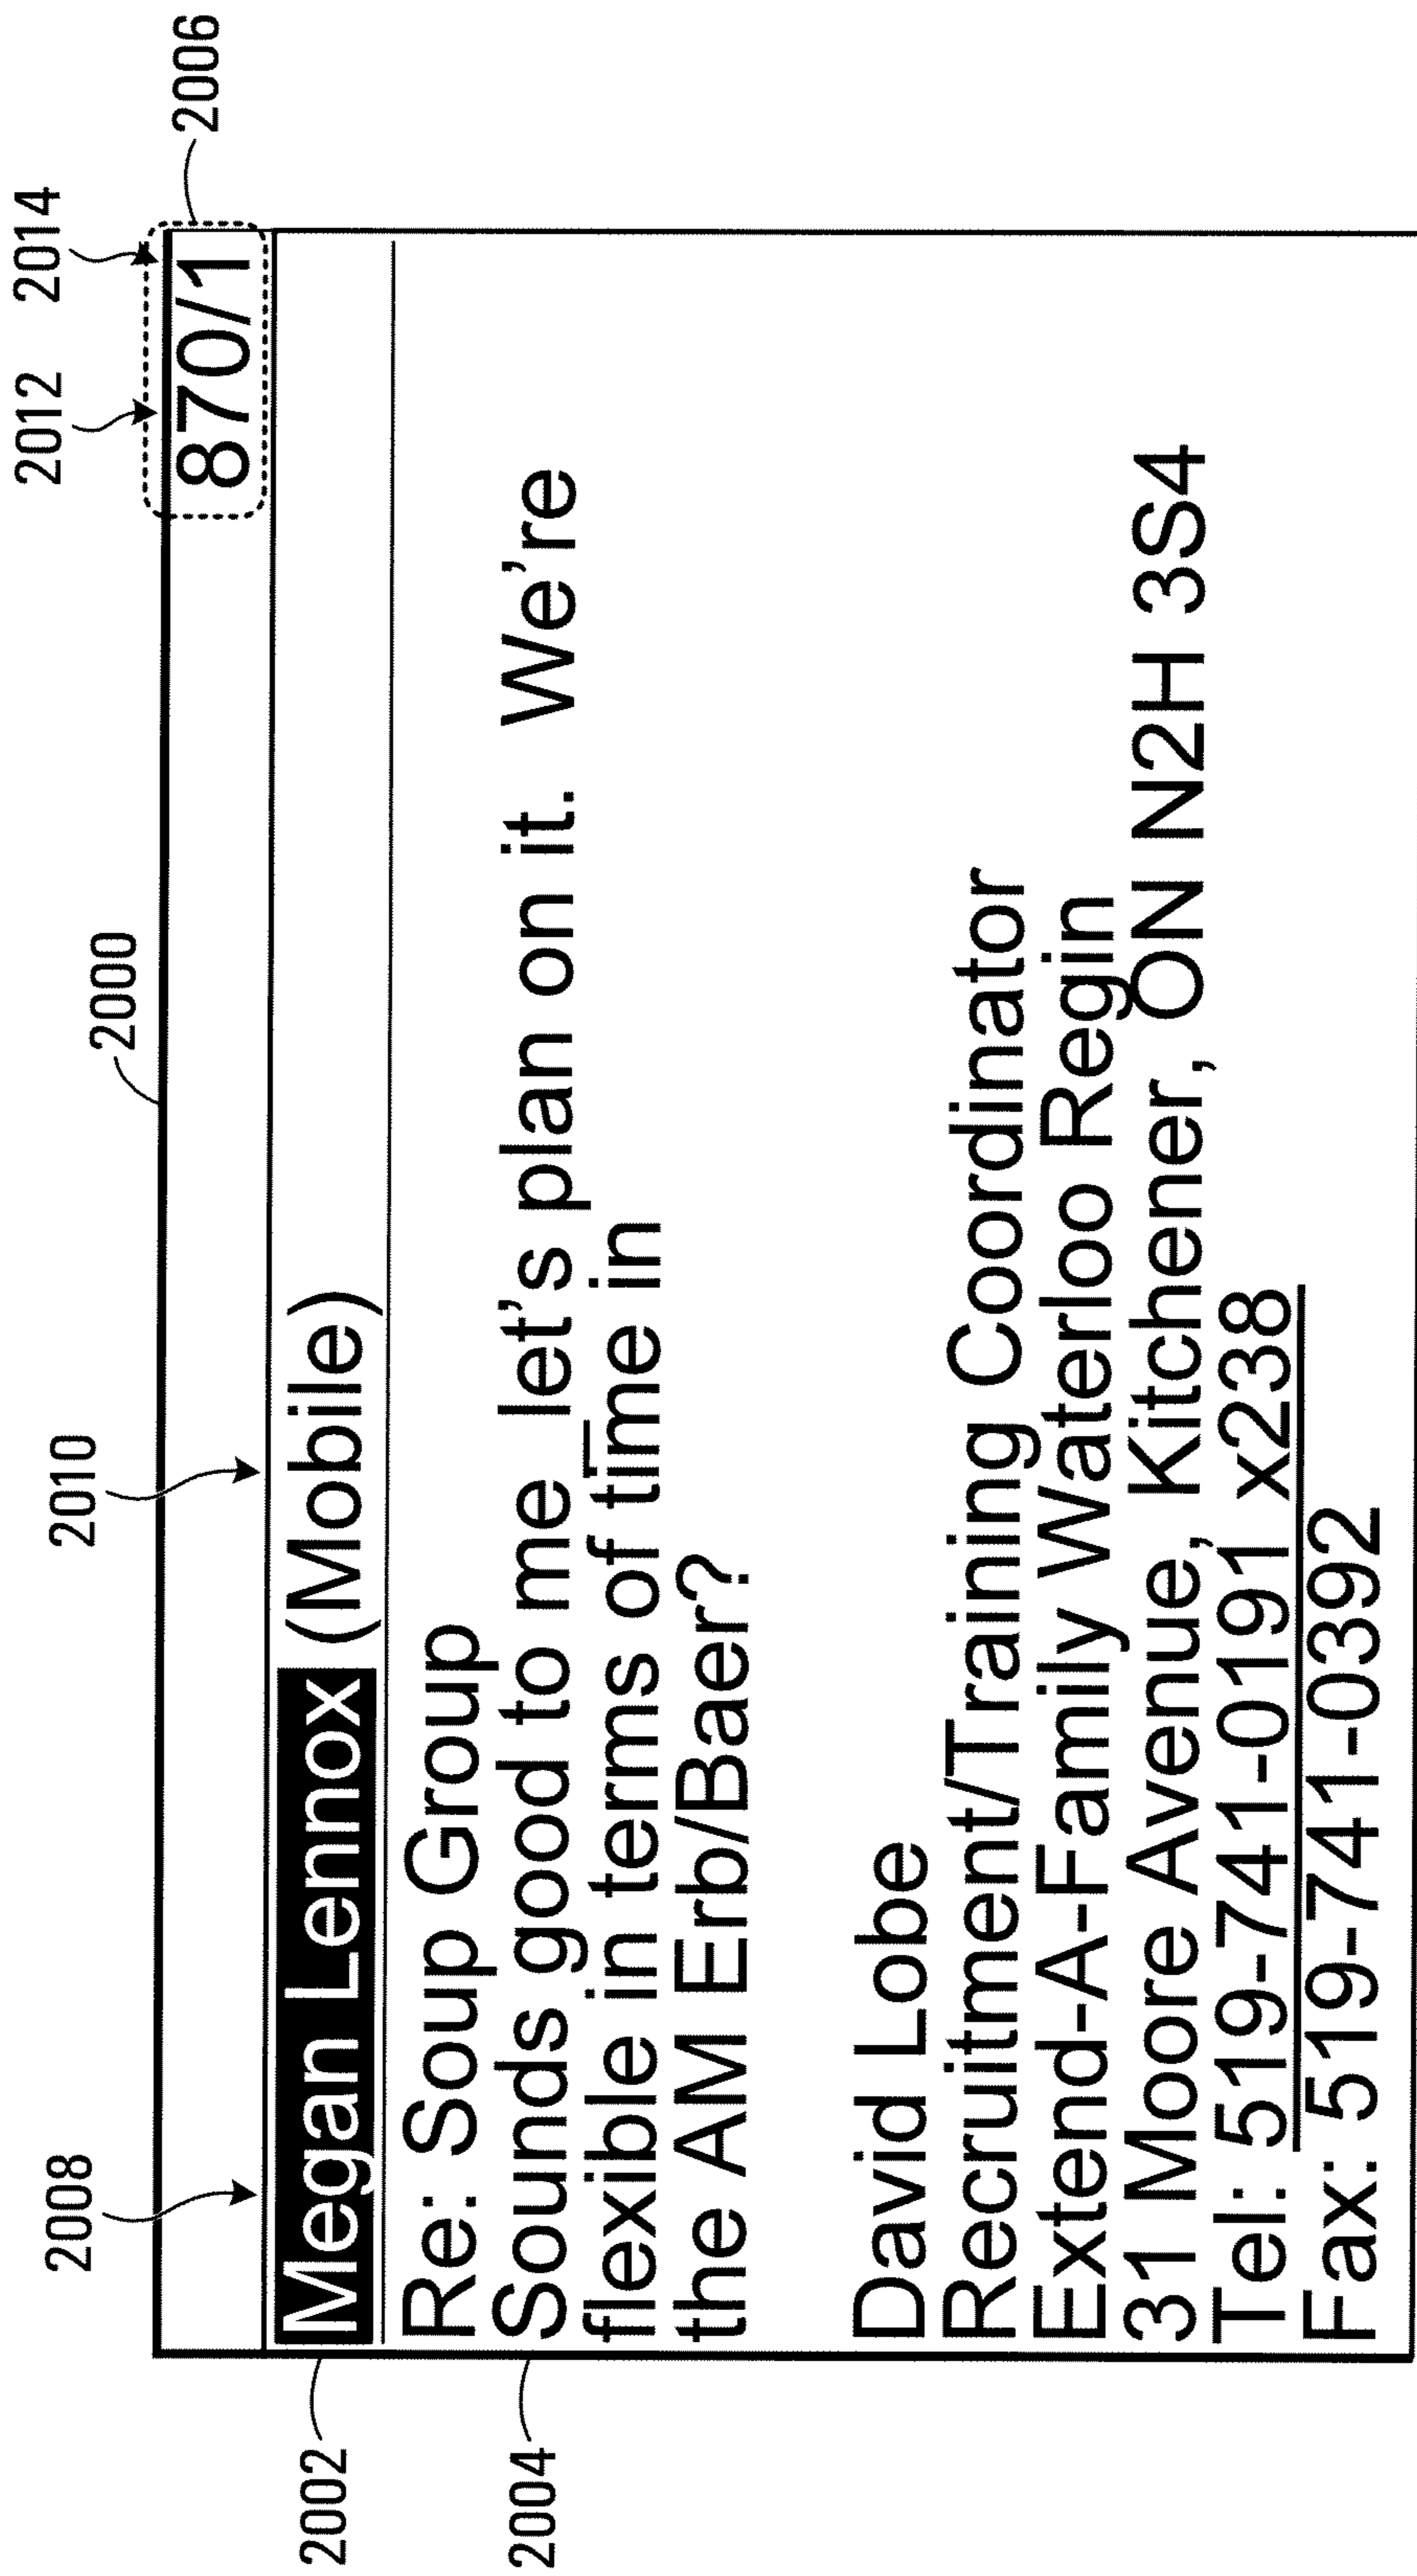 2000
2012 2014
2006
870/1
2008
2010
2002
Megan Lennox (Mobile)
2004
Re: Soup Group
Sounds good to me_let's plan on it. We're
flexible in terms of time in
the AM Erb/Baer?
David Lobe
Recruitment/Training Coordinator
Extend-A-Family Waterloo Regin
31 Moore Avenue, Kitchener, ON N2H 3S4
Tel: 519-741-0191 x238
Fax: 519-741-0392